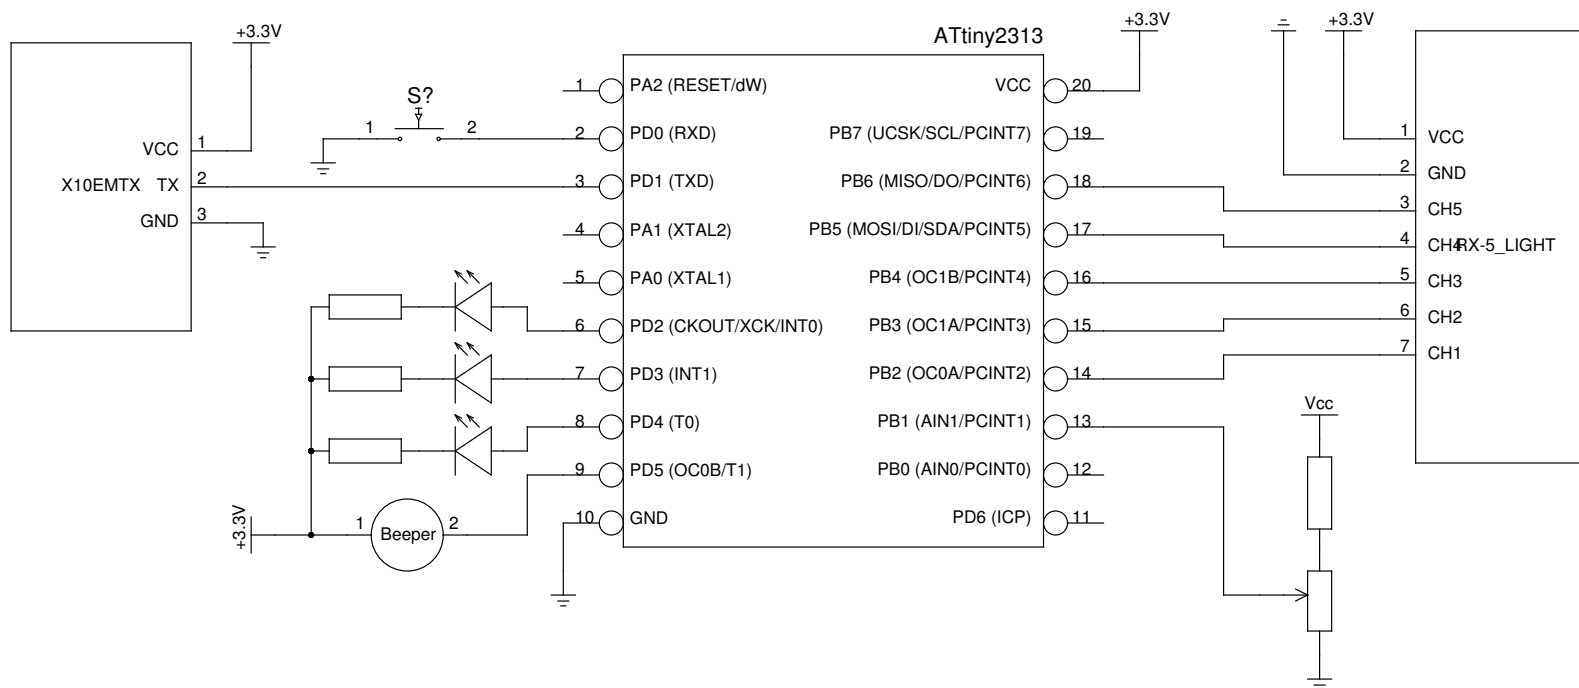 ATtiny2313
+3.3V
VCC 1
X10EMTX TX 2
GND 3
S?
1 2
+3.3V
1 Beeper 2
1 PA2 (RESET/dW)
2 PD0 (RXD)
3 PD1 (TXD)
4 PA1 (XTAL2)
5 PA0 (XTAL1)
6 PD2 (CKOUT/XCK/INT0)
7 PD3 (INT1)
8 PD4 (T0)
9 PD5 (OC0B/T1)
10 GND
+3.3V
VCC 20
PB7 (UCSK/SCL/PCINT7) 19
PB6 (MISO/DO/PCINT6) 18
PB5 (MOSI/DI/SDA/PCINT5) 17
PB4 (OC1B/PCINT4) 16
PB3 (OC1A/PCINT3) 15
PB2 (OC0A/PCINT2) 14
PB1 (AIN1/PCINT1) 13
PB0 (AIN0/PCINT0) 12
PD6 (ICP) 11
+3.3V
1 VCC
2 GND
3 CH5
4 CH4 RX-5_LIGHT
5 CH3
6 CH2
7 CH1
Vcc